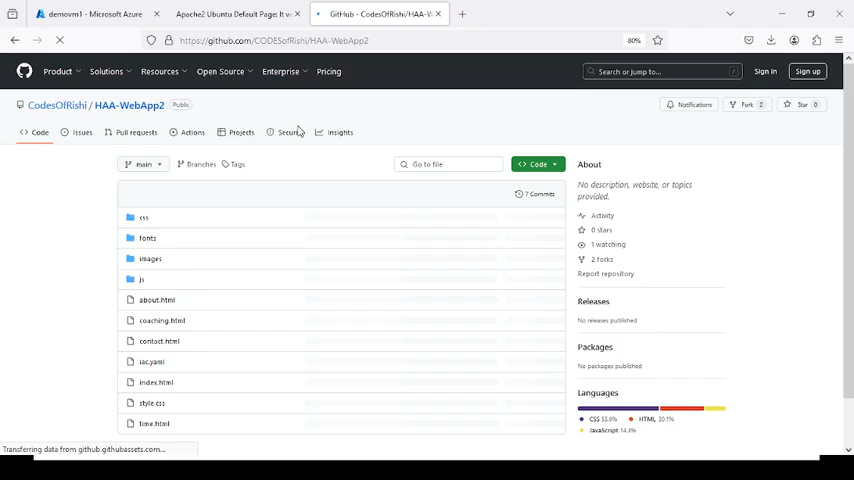 demovm1 - Microsoft Azure
Apache2 Ubuntu Default Page: It w
GitHub - CodesOfRishi/HAA-W
https://github.com/CODESofRishi/HAA-WebApp2
80%
Product
Solutions
Resources
Open Source
Enterprise
Pricing
Search or jump to...
/
Sign in
Sign up
CodesOfRishi / HAA-WebApp2
Public
Notifications
Fork 2
Star 0
Code
Issues
Pull requests
Actions
Projects
Secur
Insights
main
Branches
Tags
Go to file
Code
7 Commits
css
fonts
images
js
about.html
coaching.html
contact.html
iac.yaml
index.html
style.css
time.html
About
No description, website, or topics
provided.
Activity
0 stars
1 watching
2 forks
Report repository
Releases
No releases published
Packages
No packages published
Languages
CSS 55.6%
HTML 30.1%
JavaScript 14.3%
Transferring data from github.githubassets.com...